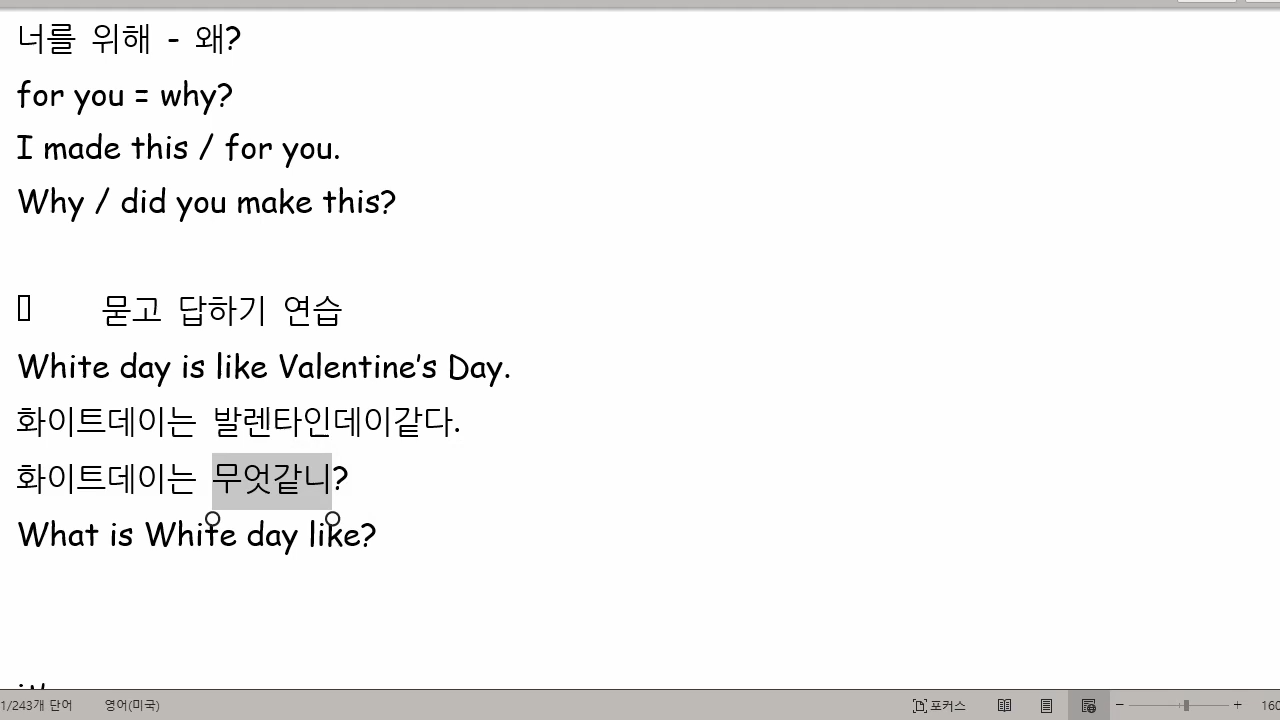 너를 위해 - 왜?
for you = why?
I made this / for you.
Why / did you make this?
묻고 답하기 연습
White day is like Valentine's Day.
화이트데이는 발렌타인데이같다.
화이트데이는 무엇같니?
What is White day like?
1/243개 단어 영어(미국) 포커스 - + 160